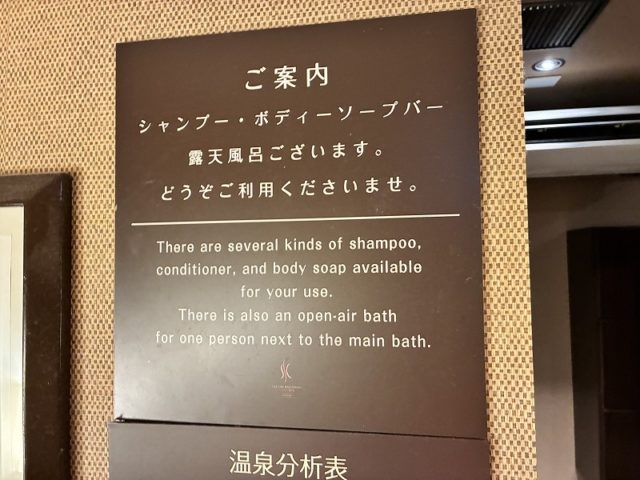 ご案内
シャンプー・ボディーソープバー
露天風呂ございます。
どうぞご利用くださいませ。
There are several kinds of shampoo,
conditioner, and body soap available
for your use.
There is also an open-air bath
for one person next to the main bath.
温泉分析表